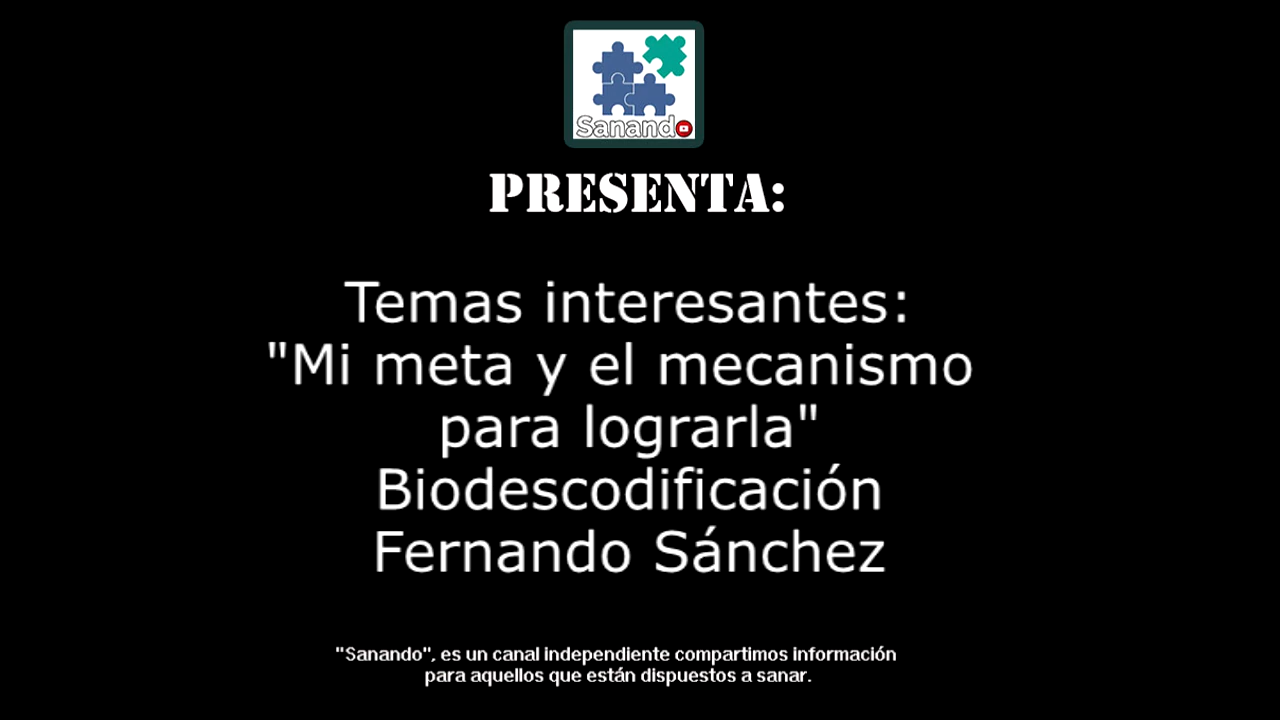 Sanando
PRESENTA:
Temas interesantes:
"Mi meta y el mecanismo
para lograrla"
Biodescodificación
Fernando Sánchez
"Sanando", es un canal independiente compartimos información
para aquellos que están dispuestos a sanar.